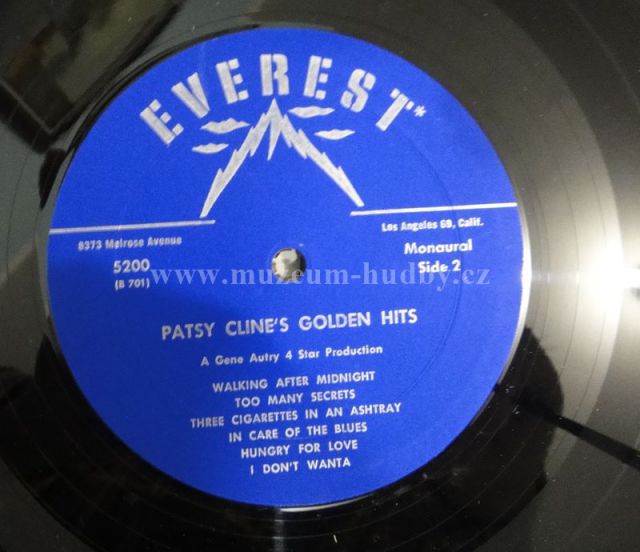 EVEREST*
8373 Melrose Avenue
Los Angeles 69, Calif.
5200
(B 701)
Monaural
Side 2
www.muzeum-hudby.cz
PATSY CLINE'S GOLDEN HITS
A Gene Autry 4 Star Production
WALKING AFTER MIDNIGHT
TOO MANY SECRETS
THREE CIGARETTES IN AN ASHTRAY
IN CARE OF THE BLUES
HUNGRY FOR LOVE
I DON'T WANTA